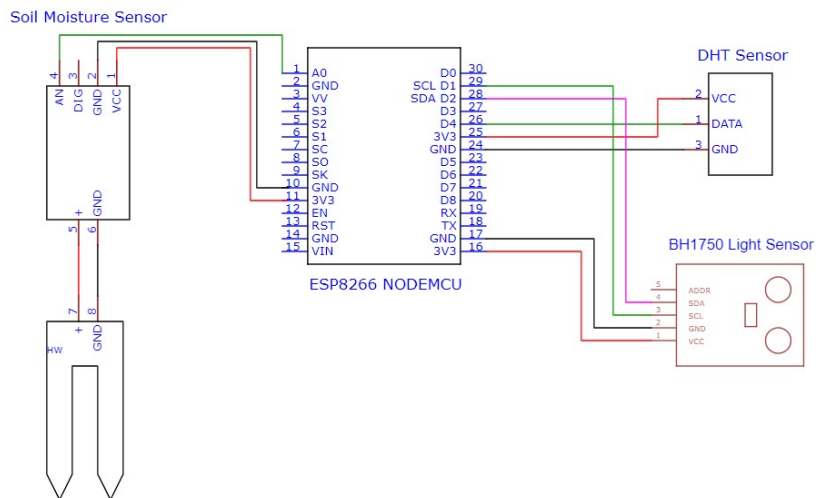 Soil Moisture Sensor
4 3 2 1
AN DIG GND VCC
+ GND
5 6
7 8
+ GND
HW
1 A0
2 GND
3 VV
4 S3
5 S2
6 S1
7 SC
8 SO
9 SK
10 GND
11 3V3
12 EN
13 RST
14 GND
15 VIN
D0 30
SCL D1 29
SDA D2 28
D3 27
D4 26
3V3 25
GND 24
D5 23
D6 22
D7 21
D8 20
RX 19
TX 18
GND 17
3V3 16
ESP8266 NODEMCU
DHT Sensor
2 VCC
1 DATA
3 GND
BH1750 Light Sensor
5 ADDR
4 SDA
3 SCL
2 GND
1 VCC